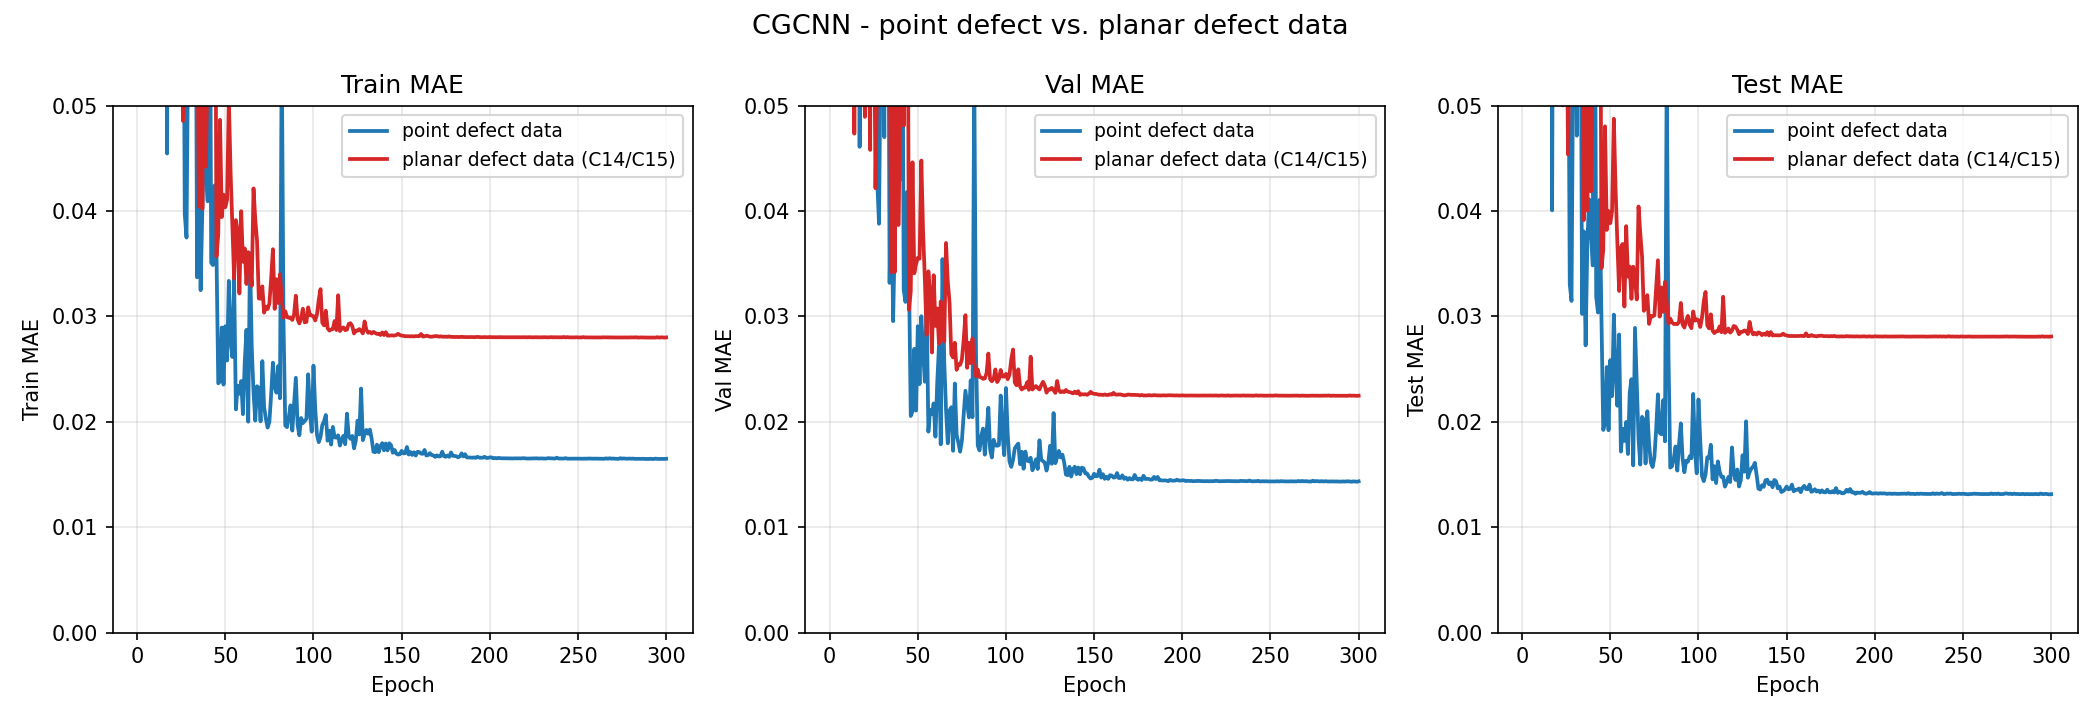 CGCNN - point defect vs. planar defect data
Train MAE
Train MAE
0.05
0.04
0.03
0.02
0.01
0.00
point defect data
planar defect data (C14/C15)
0 50 100 150 200 250 300
Epoch
Val MAE
Val MAE
0.05
0.04
0.03
0.02
0.01
0.00
point defect data
planar defect data (C14/C15)
0 50 100 150 200 250 300
Epoch
Test MAE
Test MAE
0.05
0.04
0.03
0.02
0.01
0.00
point defect data
planar defect data (C14/C15)
0 50 100 150 200 250 300
Epoch